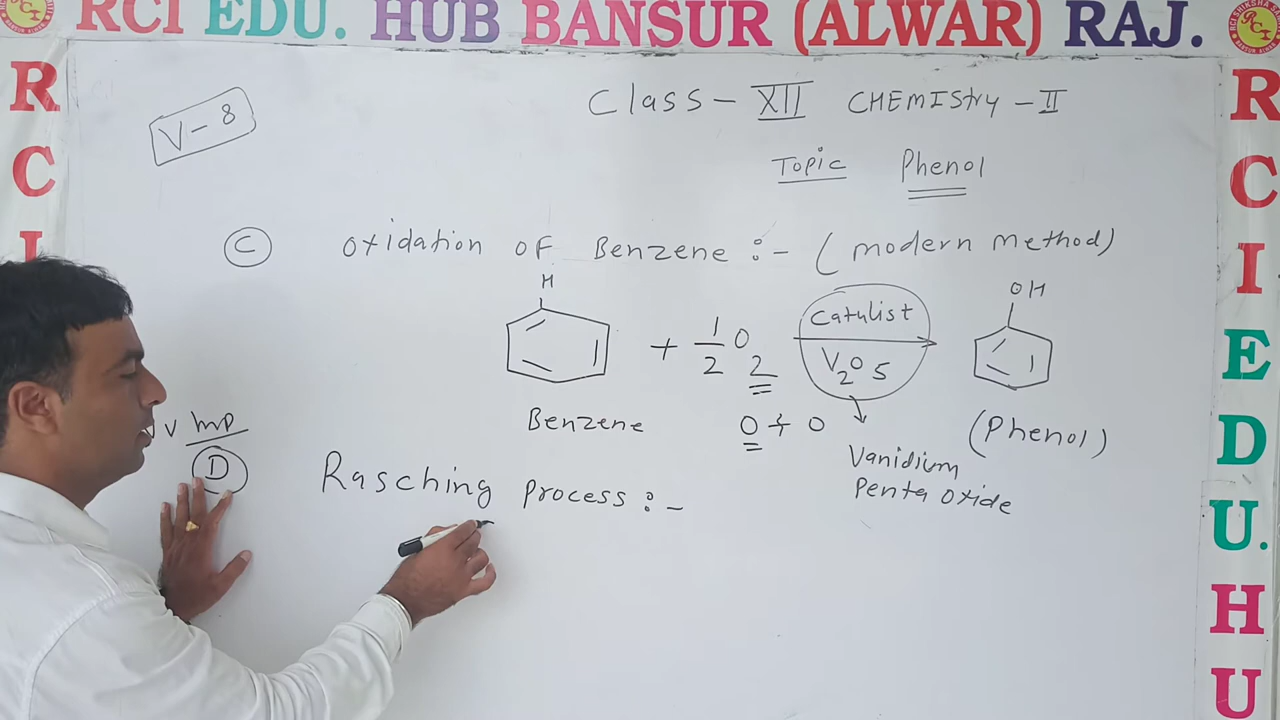 RCI EDU. HUB BANSUR (ALWAR) RAJ.
R
C
I
R
C
I
E
D
U.
H
U
V-8
Class - XII CHEMIStry - II
Topic Phenol
C oxidation of Benzene :- (modern method)
H
+ 1/2 O2
Catalist
V2O5
OH
Benzene
O + O
Vanidium
Penta oxide
(Phenol)
V V Imp
D Rasching process :-